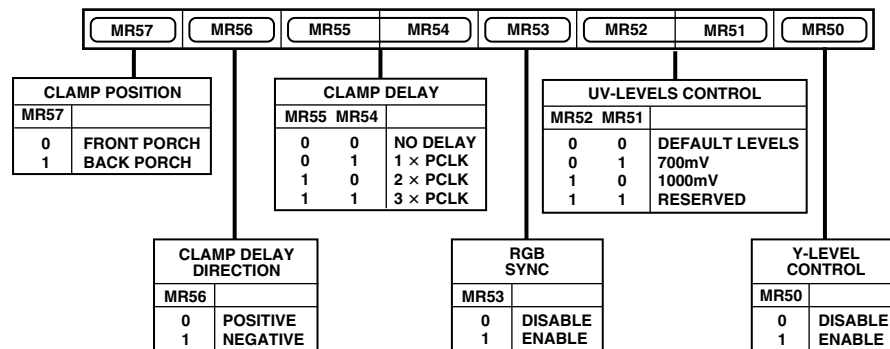 MR57 MR56 MR55 MR54 MR53 MR52 MR51 MR50
CLAMP POSITION
MR57
0 FRONT PORCH
1 BACK PORCH
CLAMP DELAY
MR55 MR54
0 0 NO DELAY
0 1 1 × PCLK
1 0 2 × PCLK
1 1 3 × PCLK
UV-LEVELS CONTROL
MR52 MR51
0 0 DEFAULT LEVELS
0 1 700mV
1 0 1000mV
1 1 RESERVED
CLAMP DELAY
DIRECTION
MR56
0 POSITIVE
1 NEGATIVE
RGB
SYNC
MR53
0 DISABLE
1 ENABLE
Y-LEVEL
CONTROL
MR50
0 DISABLE
1 ENABLE